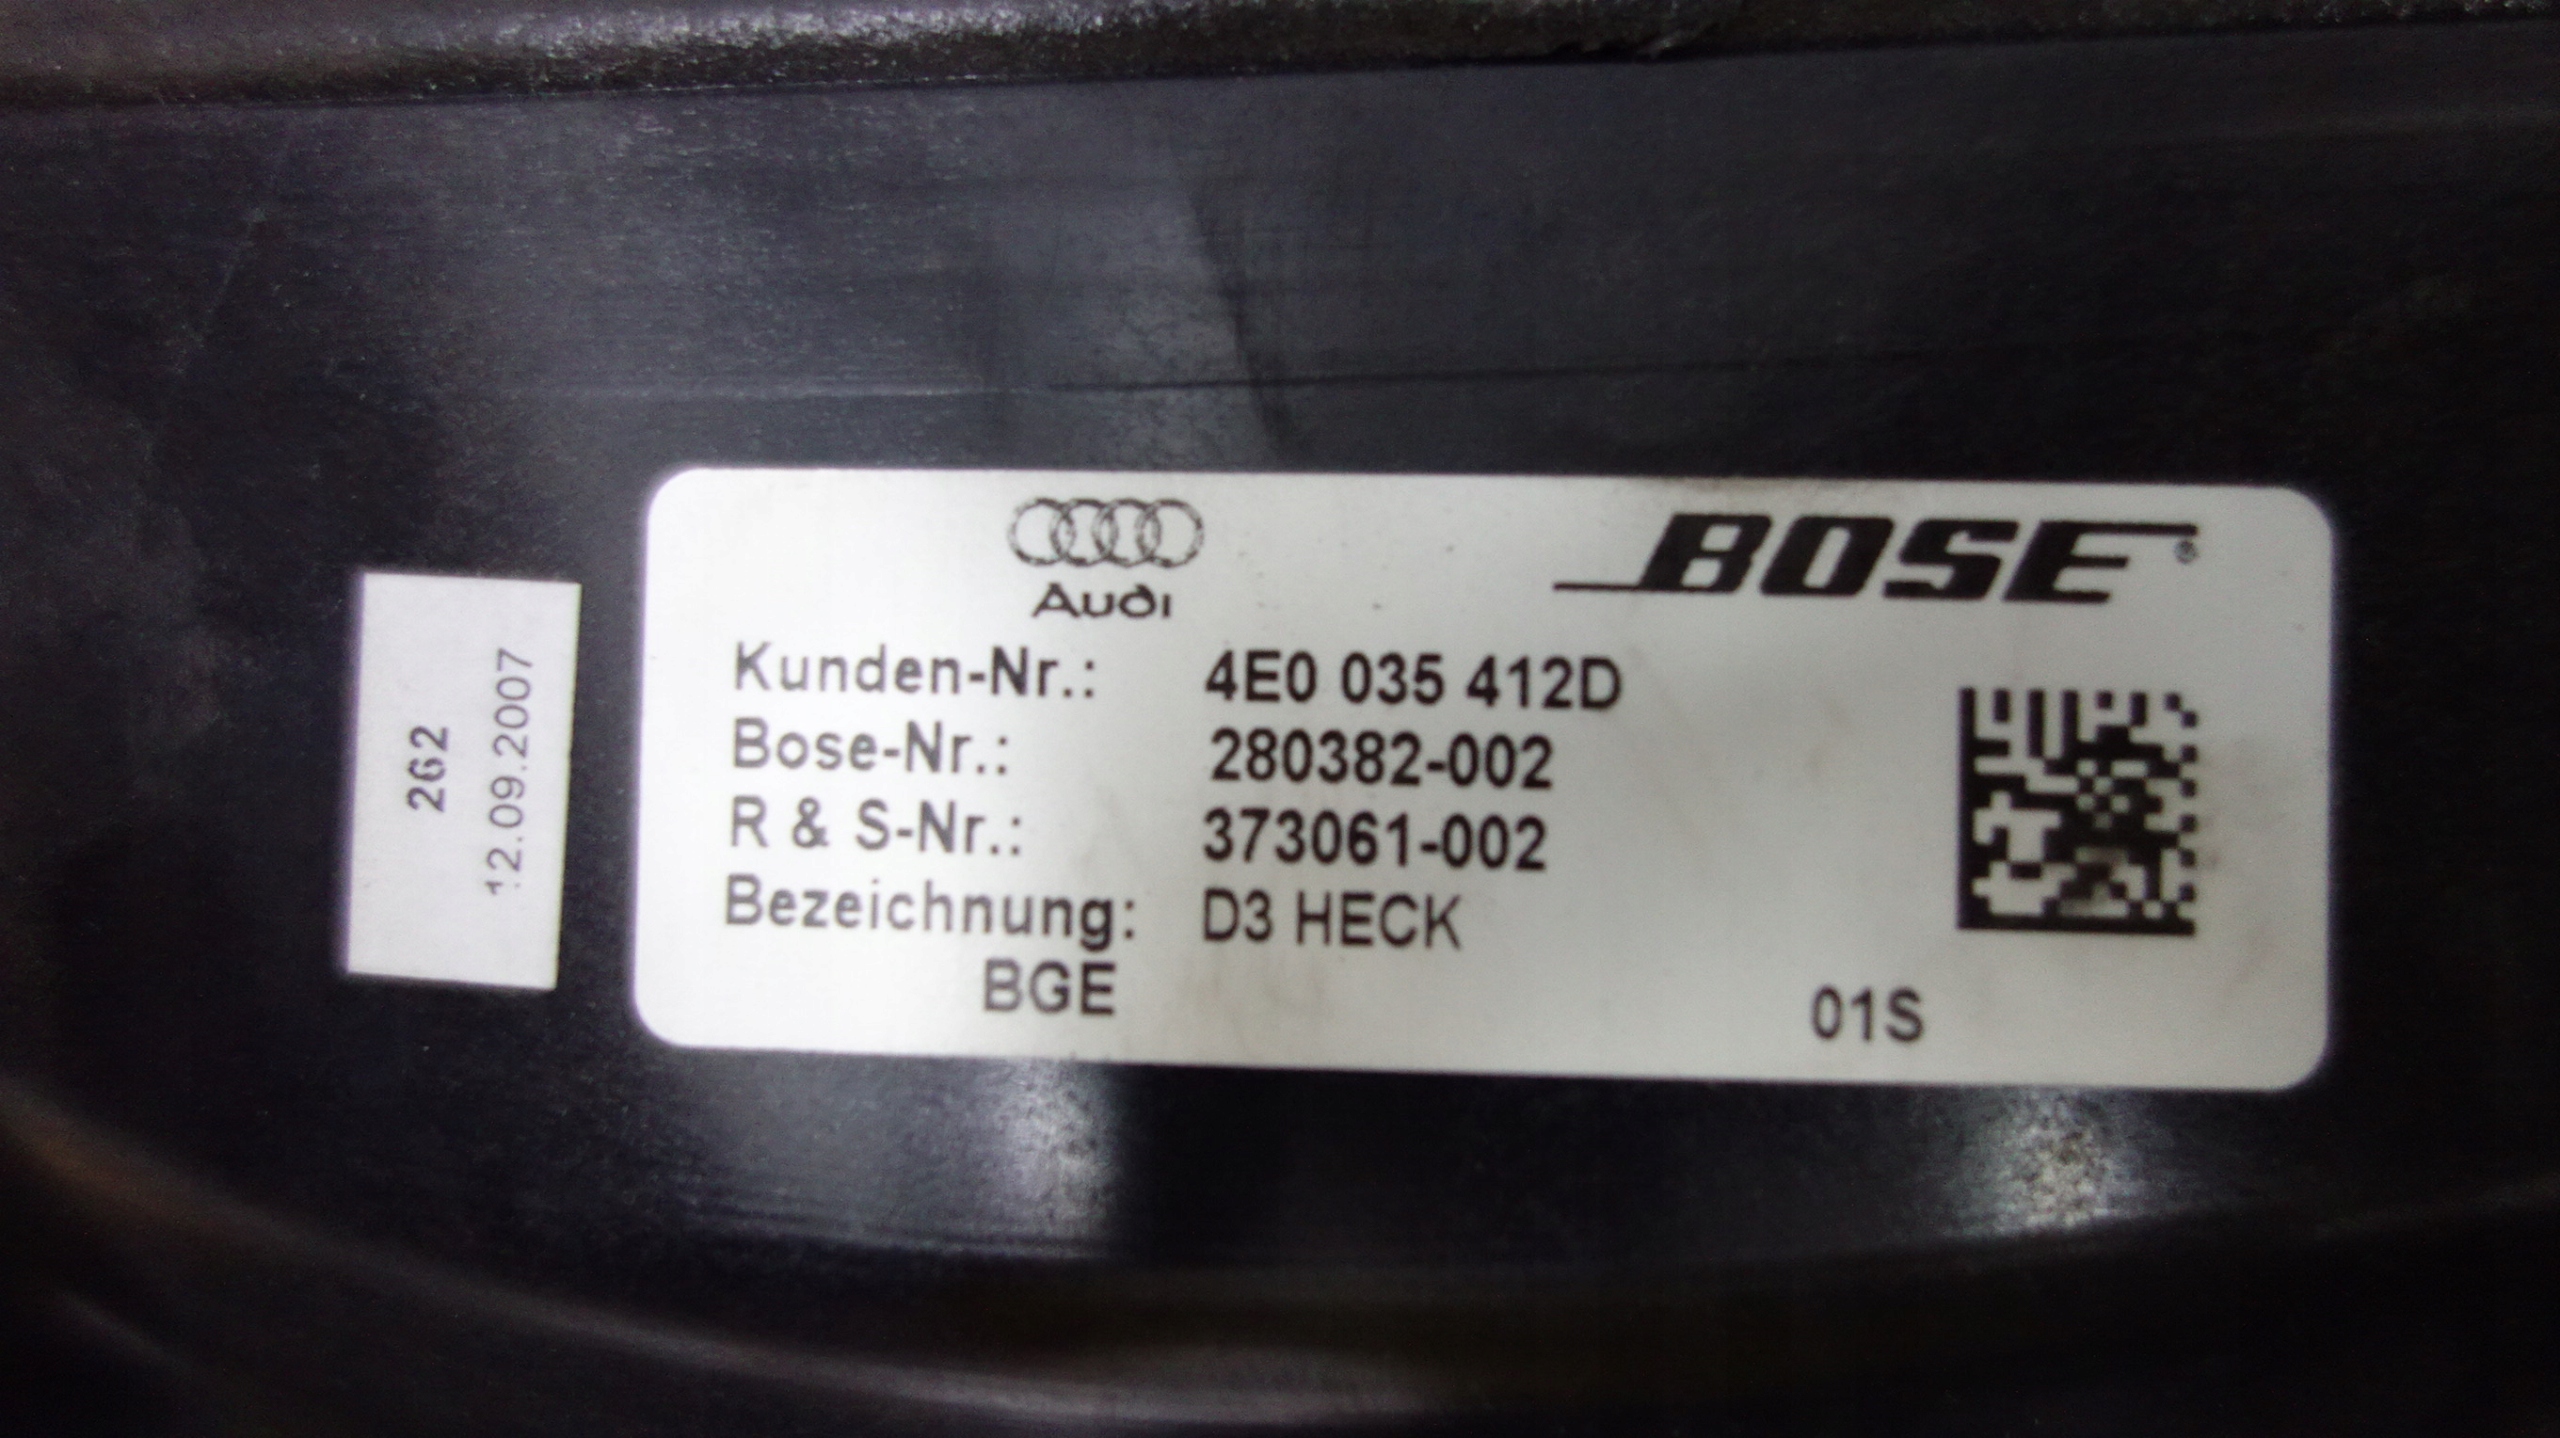 262
12.09.2007
Audi
BOSE®
Kunden-Nr.: 4E0 035 412D
Bose-Nr.: 280382-002
R & S-Nr.: 373061-002
Bezeichnung: D3 HECK
BGE 01S